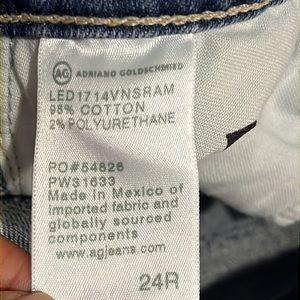 AG ADRIANO GOLDSCHMIED
LED1714VNSRAM
98% COTTON
2% POLYURETHANE
PO#54826
PW31633
Made in Mexico of
imported fabric and
globally sourced
components
www.agjeans.com
24R